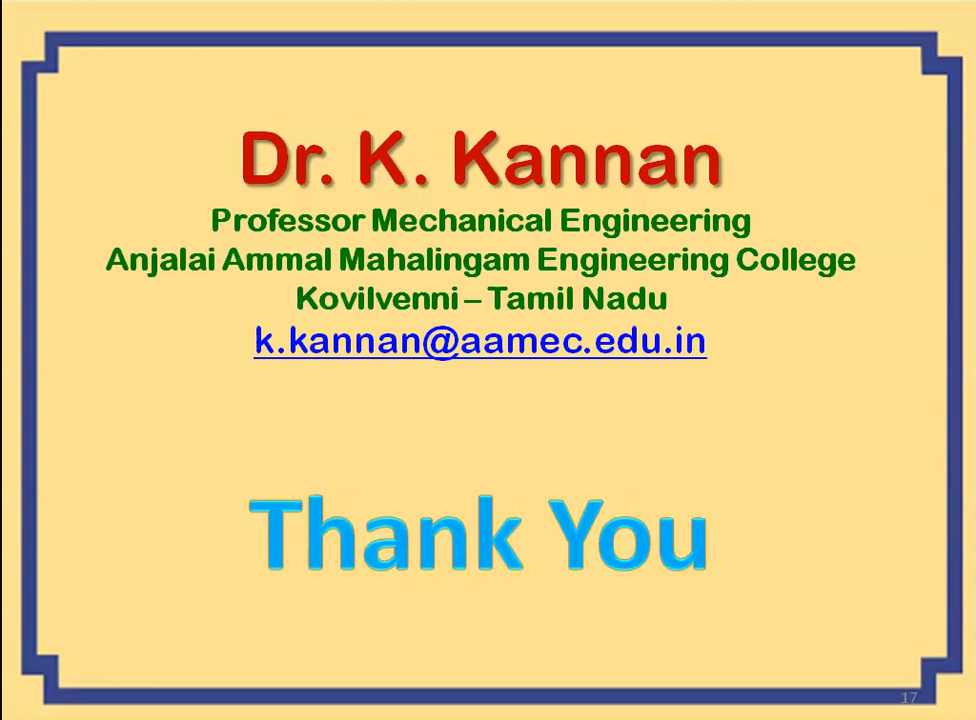 Dr. K. Kannan
Professor Mechanical Engineering
Anjalai Ammal Mahalingam Engineering College
Kovilvenni – Tamil Nadu
k.kannan@aamec.edu.in
Thank You
17